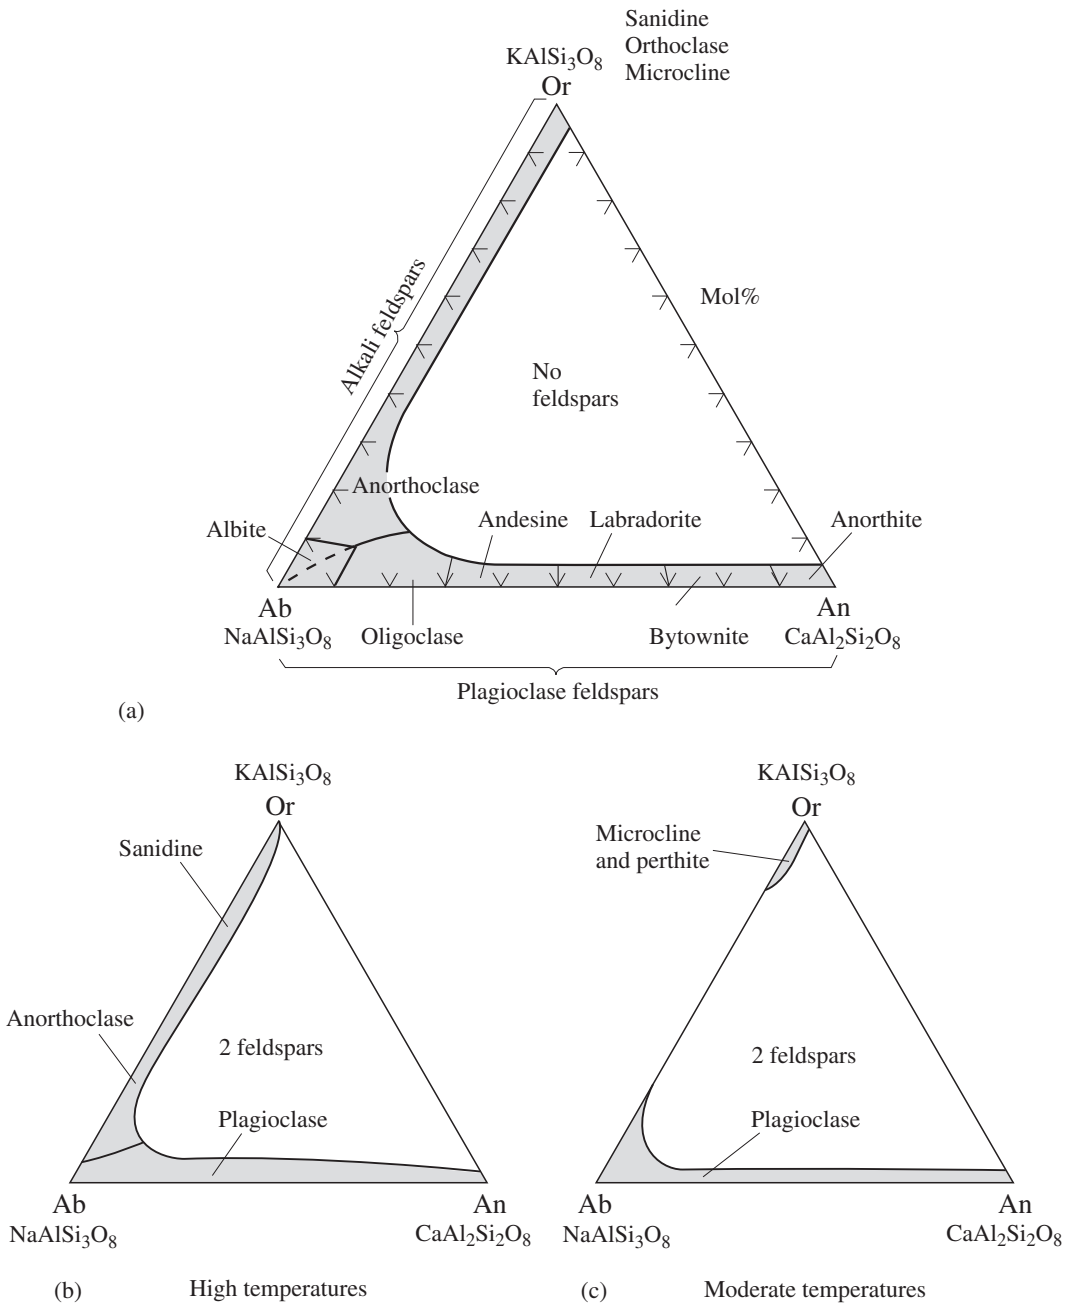 Sanidine
Orthoclase
Microcline
KAlSi₃O₈
Or
Alkali feldspars
Mol%
No
feldspars
Anorthoclase
Albite
Andesine
Labradorite
Anorthite
Ab
An
NaAlSi₃O₈
Oligoclase
Bytownite
CaAl₂Si₂O₈
Plagioclase feldspars
(a)
KAlSi₃O₈
Or
Sanidine
Anorthoclase
2 feldspars
Plagioclase
Ab
An
NaAlSi₃O₈
CaAl₂Si₂O₈
(b)
High temperatures
KAISi₃O₈
Or
Microcline
and perthite
2 feldspars
Plagioclase
Ab
An
NaAlSi₃O₈
CaAl₂Si₂O₈
(c)
Moderate temperatures